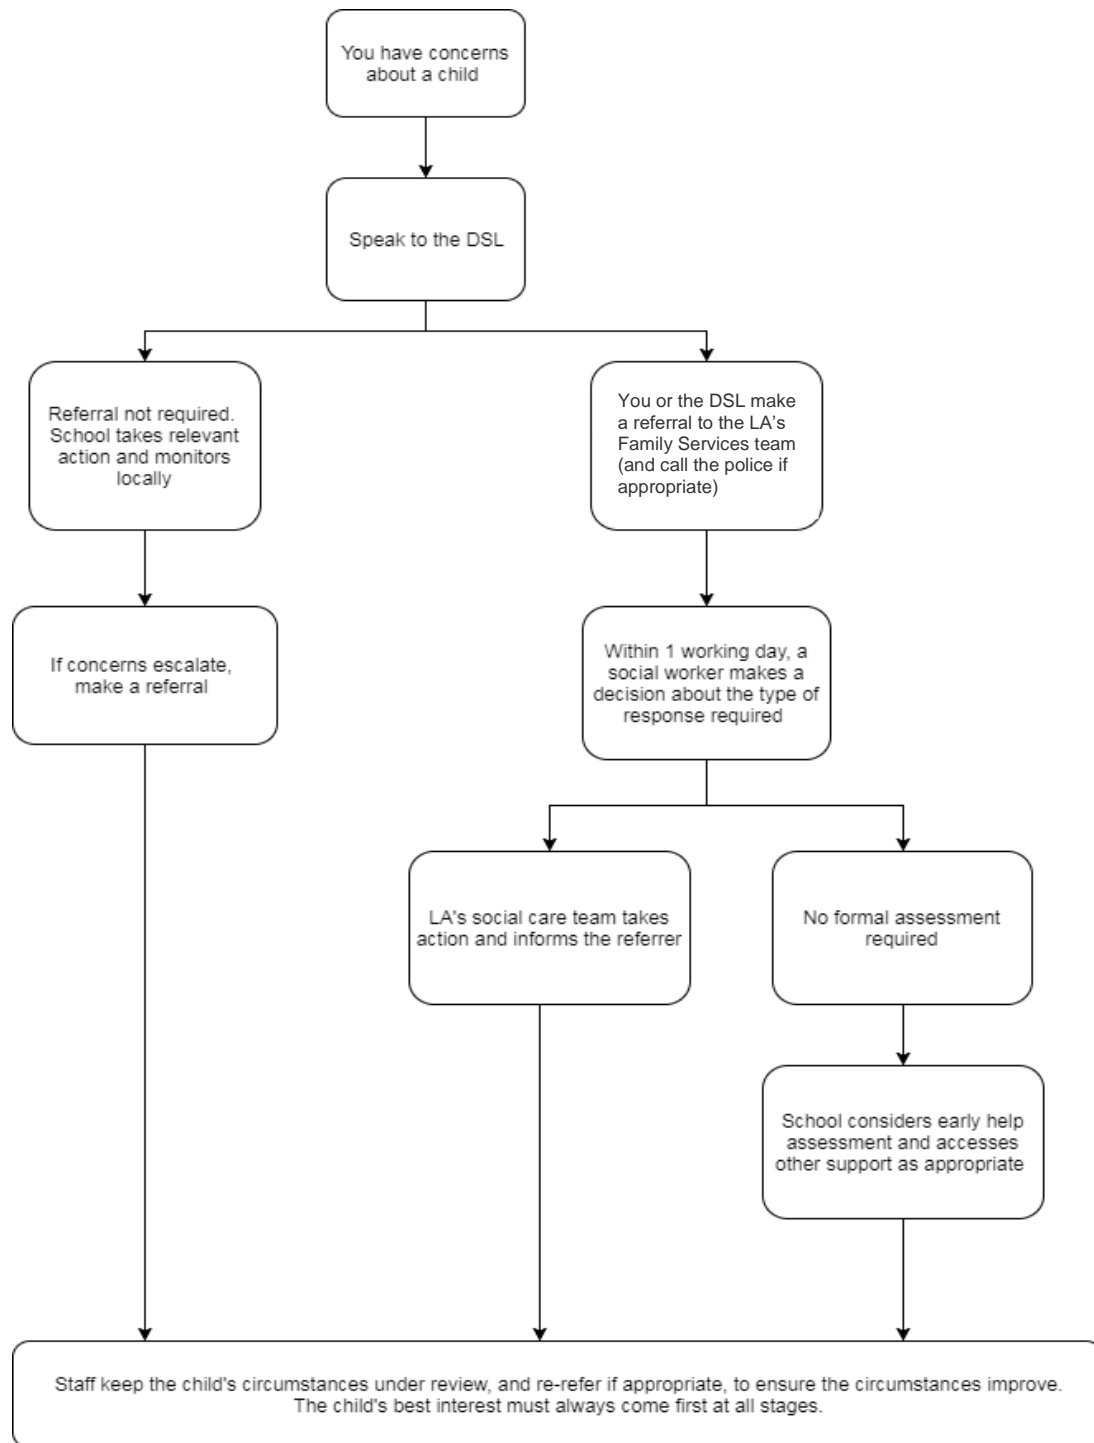 You have concerns
about a child
Speak to the DSL
Referral not required.
School takes relevant
action and monitors
locally
You or the DSL make
a referral to the LA’s
Family Services team
(and call the police if
appropriate)
If concerns escalate,
make a referral
Within 1 working day, a
social worker makes a
decision about the type of
response required
LA's social care team takes
action and informs the referrer
No formal assessment
required
School considers early help
assessment and accesses
other support as appropriate
Staff keep the child's circumstances under review, and re-refer if appropriate, to ensure the circumstances improve.
The child's best interest must always come first at all stages.